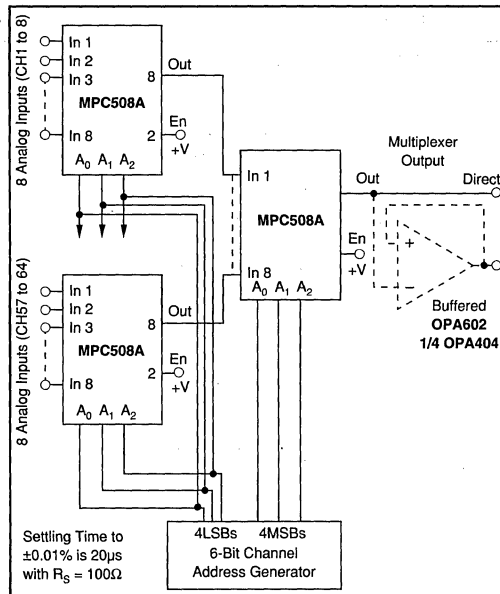 8 Analog Inputs (CH1 to 8)
In 1
In 2
In 3
In 8
MPC508A
8
2
Out
En
+V
A0 A1 A2
8 Analog Inputs (CH57 to 64)
In 1
In 2
In 3
In 8
MPC508A
8
2
Out
En
+V
A0 A1 A2
In 1
MPC508A
In 8
A0 A1 A2
Out
En
+V
Multiplexer
Output
Direct
+
–
Buffered
OPA602
1/4 OPA404
4LSBs 4MSBs
6-Bit Channel
Address Generator
Settling Time to
±0.01% is 20µs
with RS = 100Ω